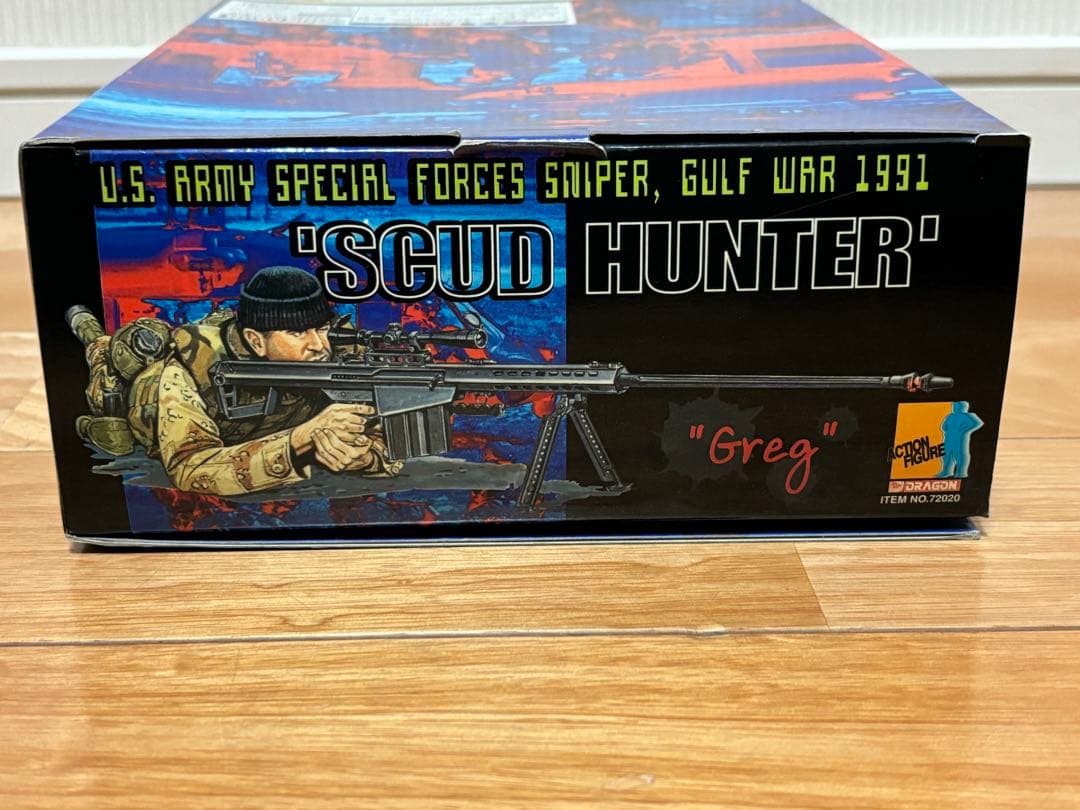 U.S. ARMY SPECIAL FORCES SNIPER, GULF WAR 1991
'SCUD HUNTER'
"Greg"
ACTION
FIGURE
DRAGON
ITEM NO.72020